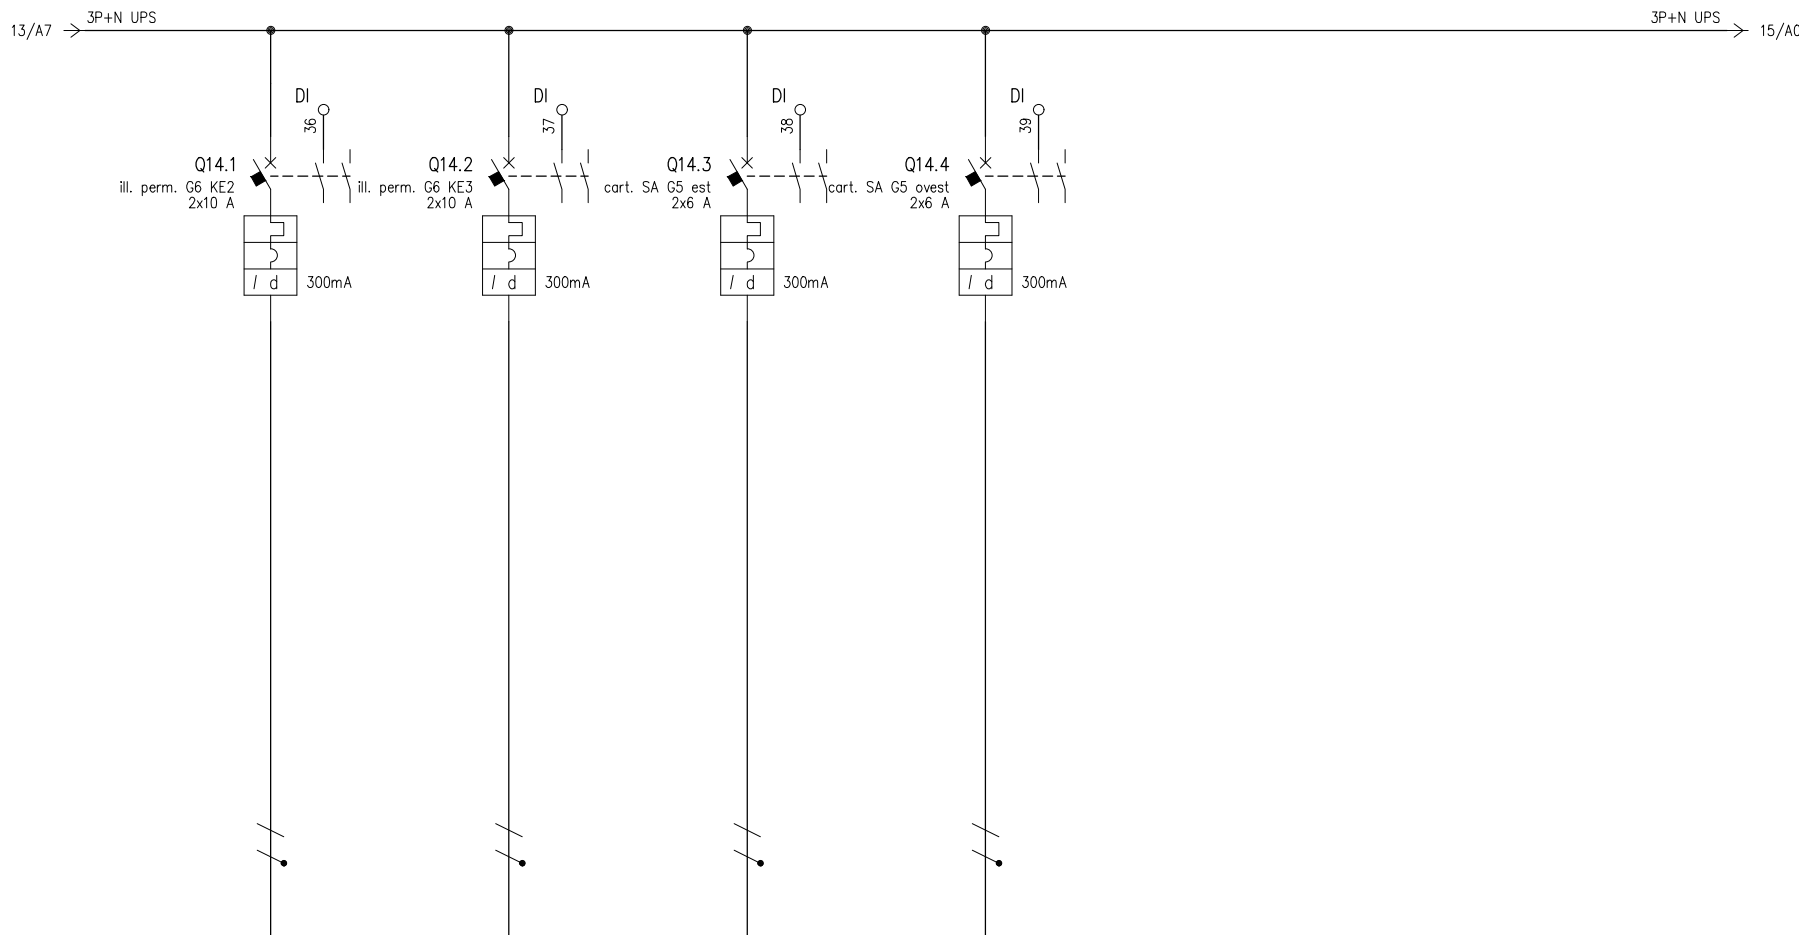 3P+N UPS
3P+N UPS
13/A7
15/A0
DI
36
Q14.1
ill. perm. G6 KE2
2x10 A
I d
300mA
DI
37
Q14.2
ill. perm. G6 KE3
2x10 A
I d
300mA
DI
38
Q14.3
cart. SA G5 est
2x6 A
I d
300mA
DI
39
Q14.4
cart. SA G5 ovest
2x6 A
I d
300mA